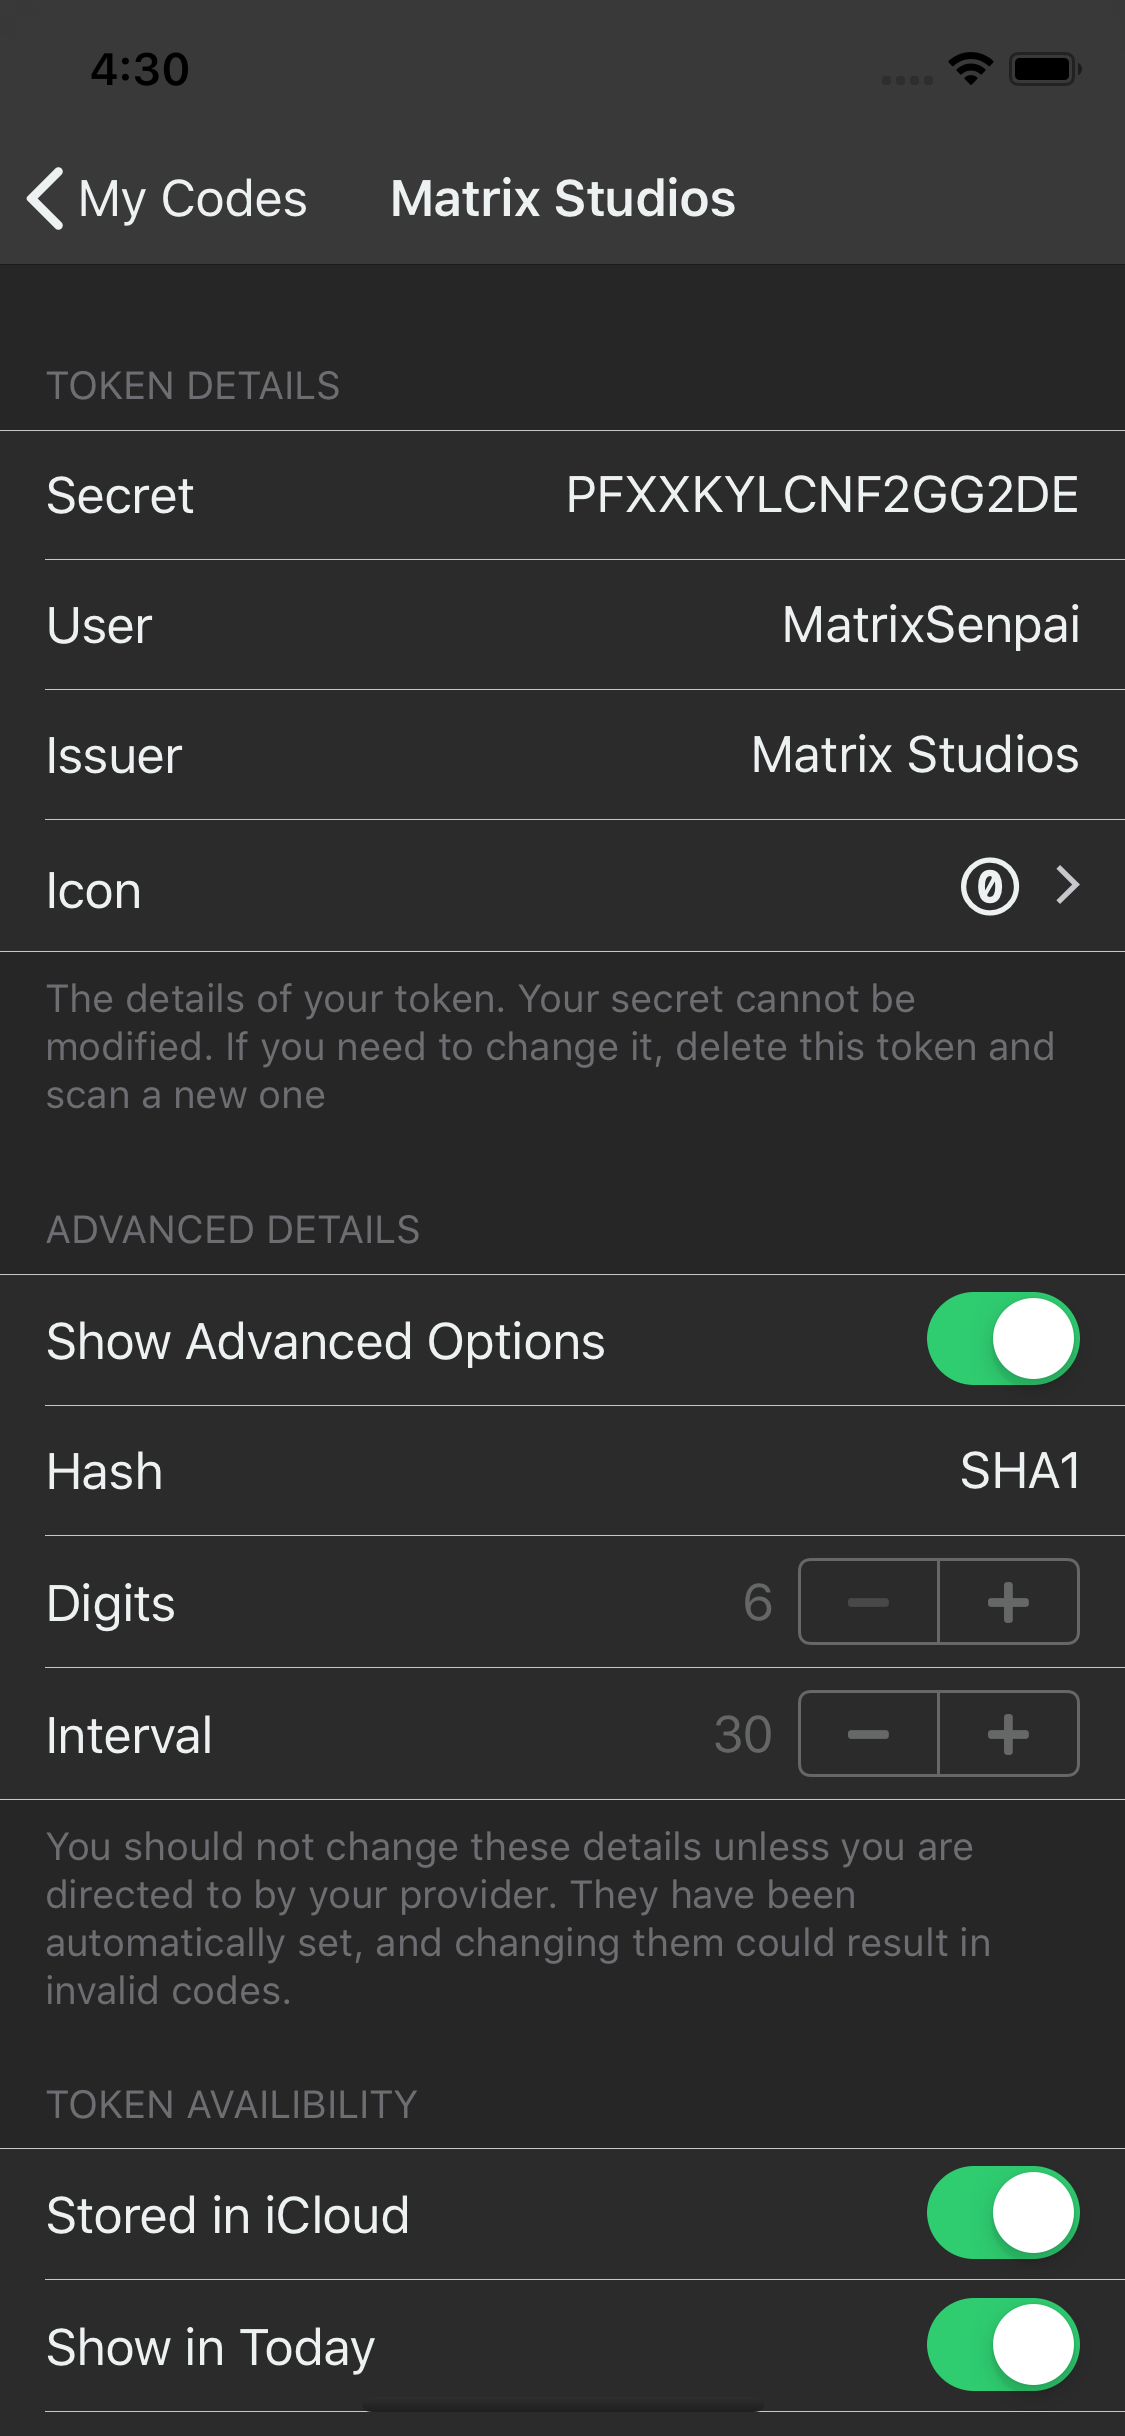 4:30
My Codes
Matrix Studios
TOKEN DETAILS
Secret PFXXKYLCNF2GG2DE
User MatrixSenpai
Issuer Matrix Studios
Icon 0
The details of your token. Your secret cannot be
modified. If you need to change it, delete this token and
scan a new one
ADVANCED DETAILS
Show Advanced Options
Hash SHA1
Digits 6 − +
Interval 30 − +
You should not change these details unless you are
directed to by your provider. They have been
automatically set, and changing them could result in
invalid codes.
TOKEN AVAILIBILITY
Stored in iCloud
Show in Today